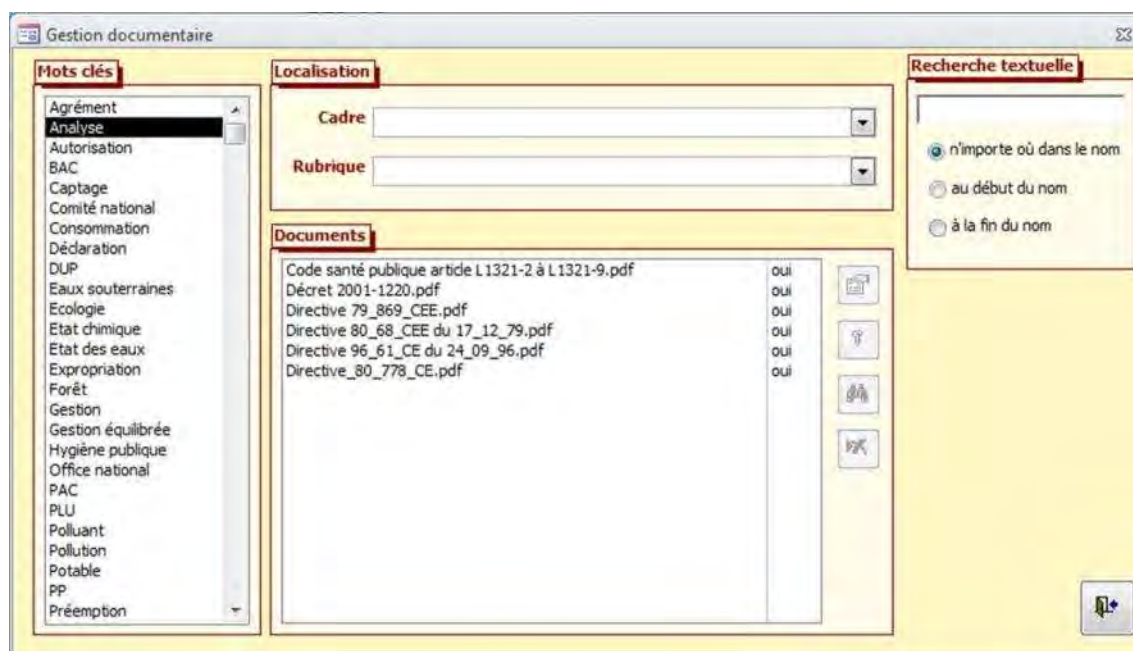 Gestion documentaire
Mots clés
Agrément
Analyse
Autorisation
BAC
Captage
Comité national
Consommation
Déclaration
DUP
Eaux souterraines
Ecologie
Etat chimique
Etat des eaux
Expropriation
Forêt
Gestion
Gestion équilibrée
Hygiène publique
Office national
PAC
PLU
Polluant
Pollution
Potable
PP
Préemption
Localisation
Cadre
Rubrique
Documents
Code santé publique article L1321-2 à L1321-9.pdf oui
Décret 2001-1220.pdf oui
Directive 79_869_CEE.pdf oui
Directive 80_68_CEE du 17_12_79.pdf oui
Directive 96_61_CE du 24_09_96.pdf oui
Directive_80_778_CE.pdf oui
Recherche textuelle
n'importe où dans le nom
au début du nom
à la fin du nom